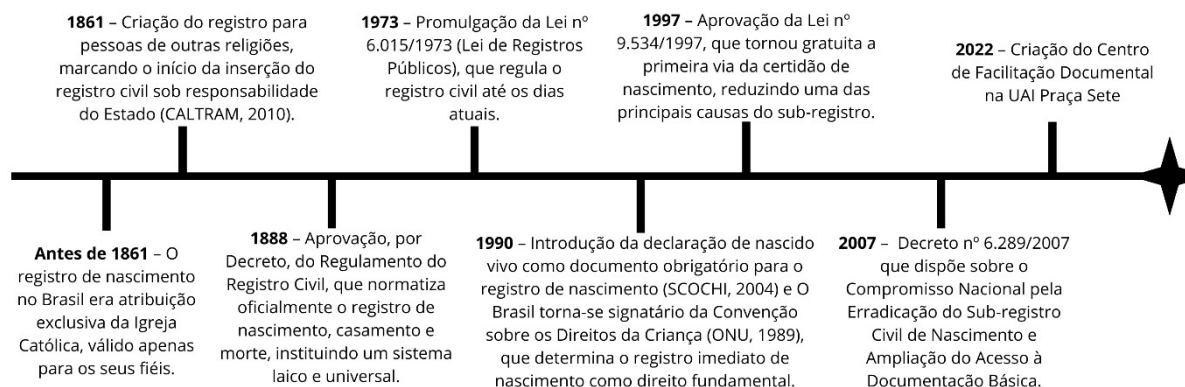 Antes de 1861 – O
registro de nascimento
no Brasil era atribuição
exclusiva da Igreja
Católica, válido apenas
para os seus fiéis.
1861 – Criação do registro para
pessoas de outras religiões,
marcando o início da inserção do
registro civil sob responsabilidade
do Estado (CALTRAM, 2010).
1888 – Aprovação, por
Decreto, do Regulamento do
Registro Civil, que normatiza
oficialmente o registro de
nascimento, casamento e
morte, instituindo um sistema
laico e universal.
1973 – Promulgação da Lei nº
6.015/1973 (Lei de Registros
Públicos), que regula o
registro civil até os dias
atuais.
1990 – Introdução da declaração de nascido
vivo como documento obrigatório para o
registro de nascimento (SCOCHI, 2004) e O
Brasil torna-se signatário da Convenção
sobre os Direitos da Criança (ONU, 1989),
que determina o registro imediato de
nascimento como direito fundamental.
1997 – Aprovação da Lei nº
9.534/1997, que tornou gratuita a
primeira via da certidão de
nascimento, reduzindo uma das
principais causas do sub-registro.
2007 – Decreto nº 6.289/2007
que dispõe sobre o
Compromisso Nacional pela
Erradicação do Sub-registro
Civil de Nascimento e
Ampliação do Acesso à
Documentação Básica.
2022 – Criação do Centro
de Facilitação Documental
na UAI Praça Sete